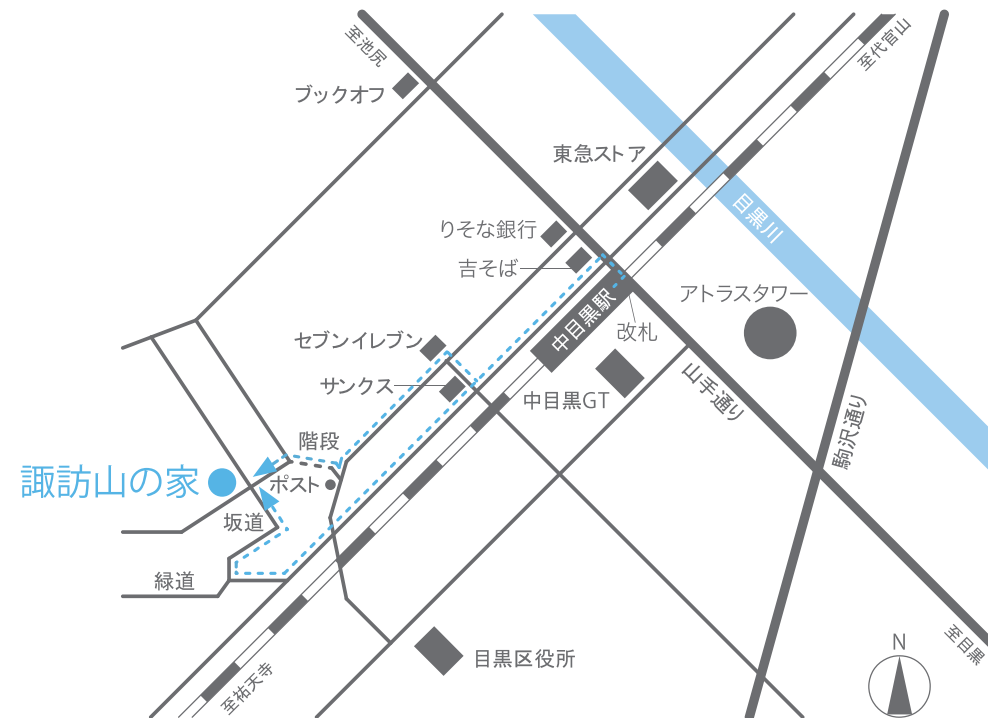 至池尻
至代官山
ブックオフ
東急ストア
目黒川
りそな銀行
吉そば
アトラスタワー
中目黒駅
改札
セブンイレブン
サンクス
中目黒GT
山手通り
駒沢通り
階段
諏訪山の家
ポスト
坂道
緑道
至祐天寺
目黒区役所
至目黒
N